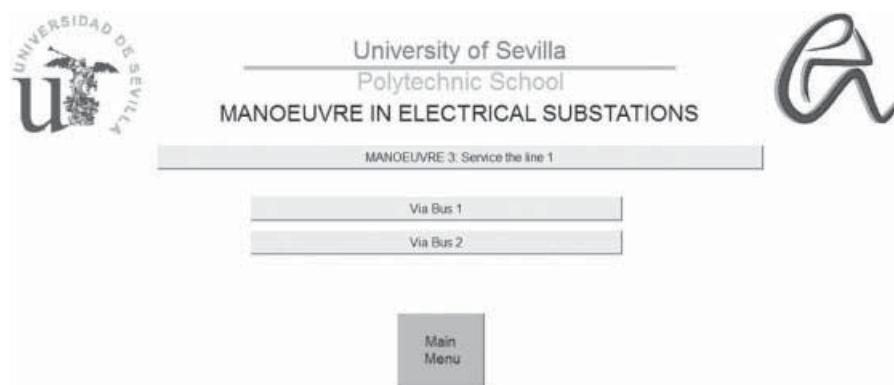 UNIVERSIDAD DE SEVILLA
University of Sevilla
Polytechnic School
MANOEUVRE IN ELECTRICAL SUBSTATIONS
MANOEUVRE 3: Service the line 1
Via Bus 1
Via Bus 2
Main
Menu